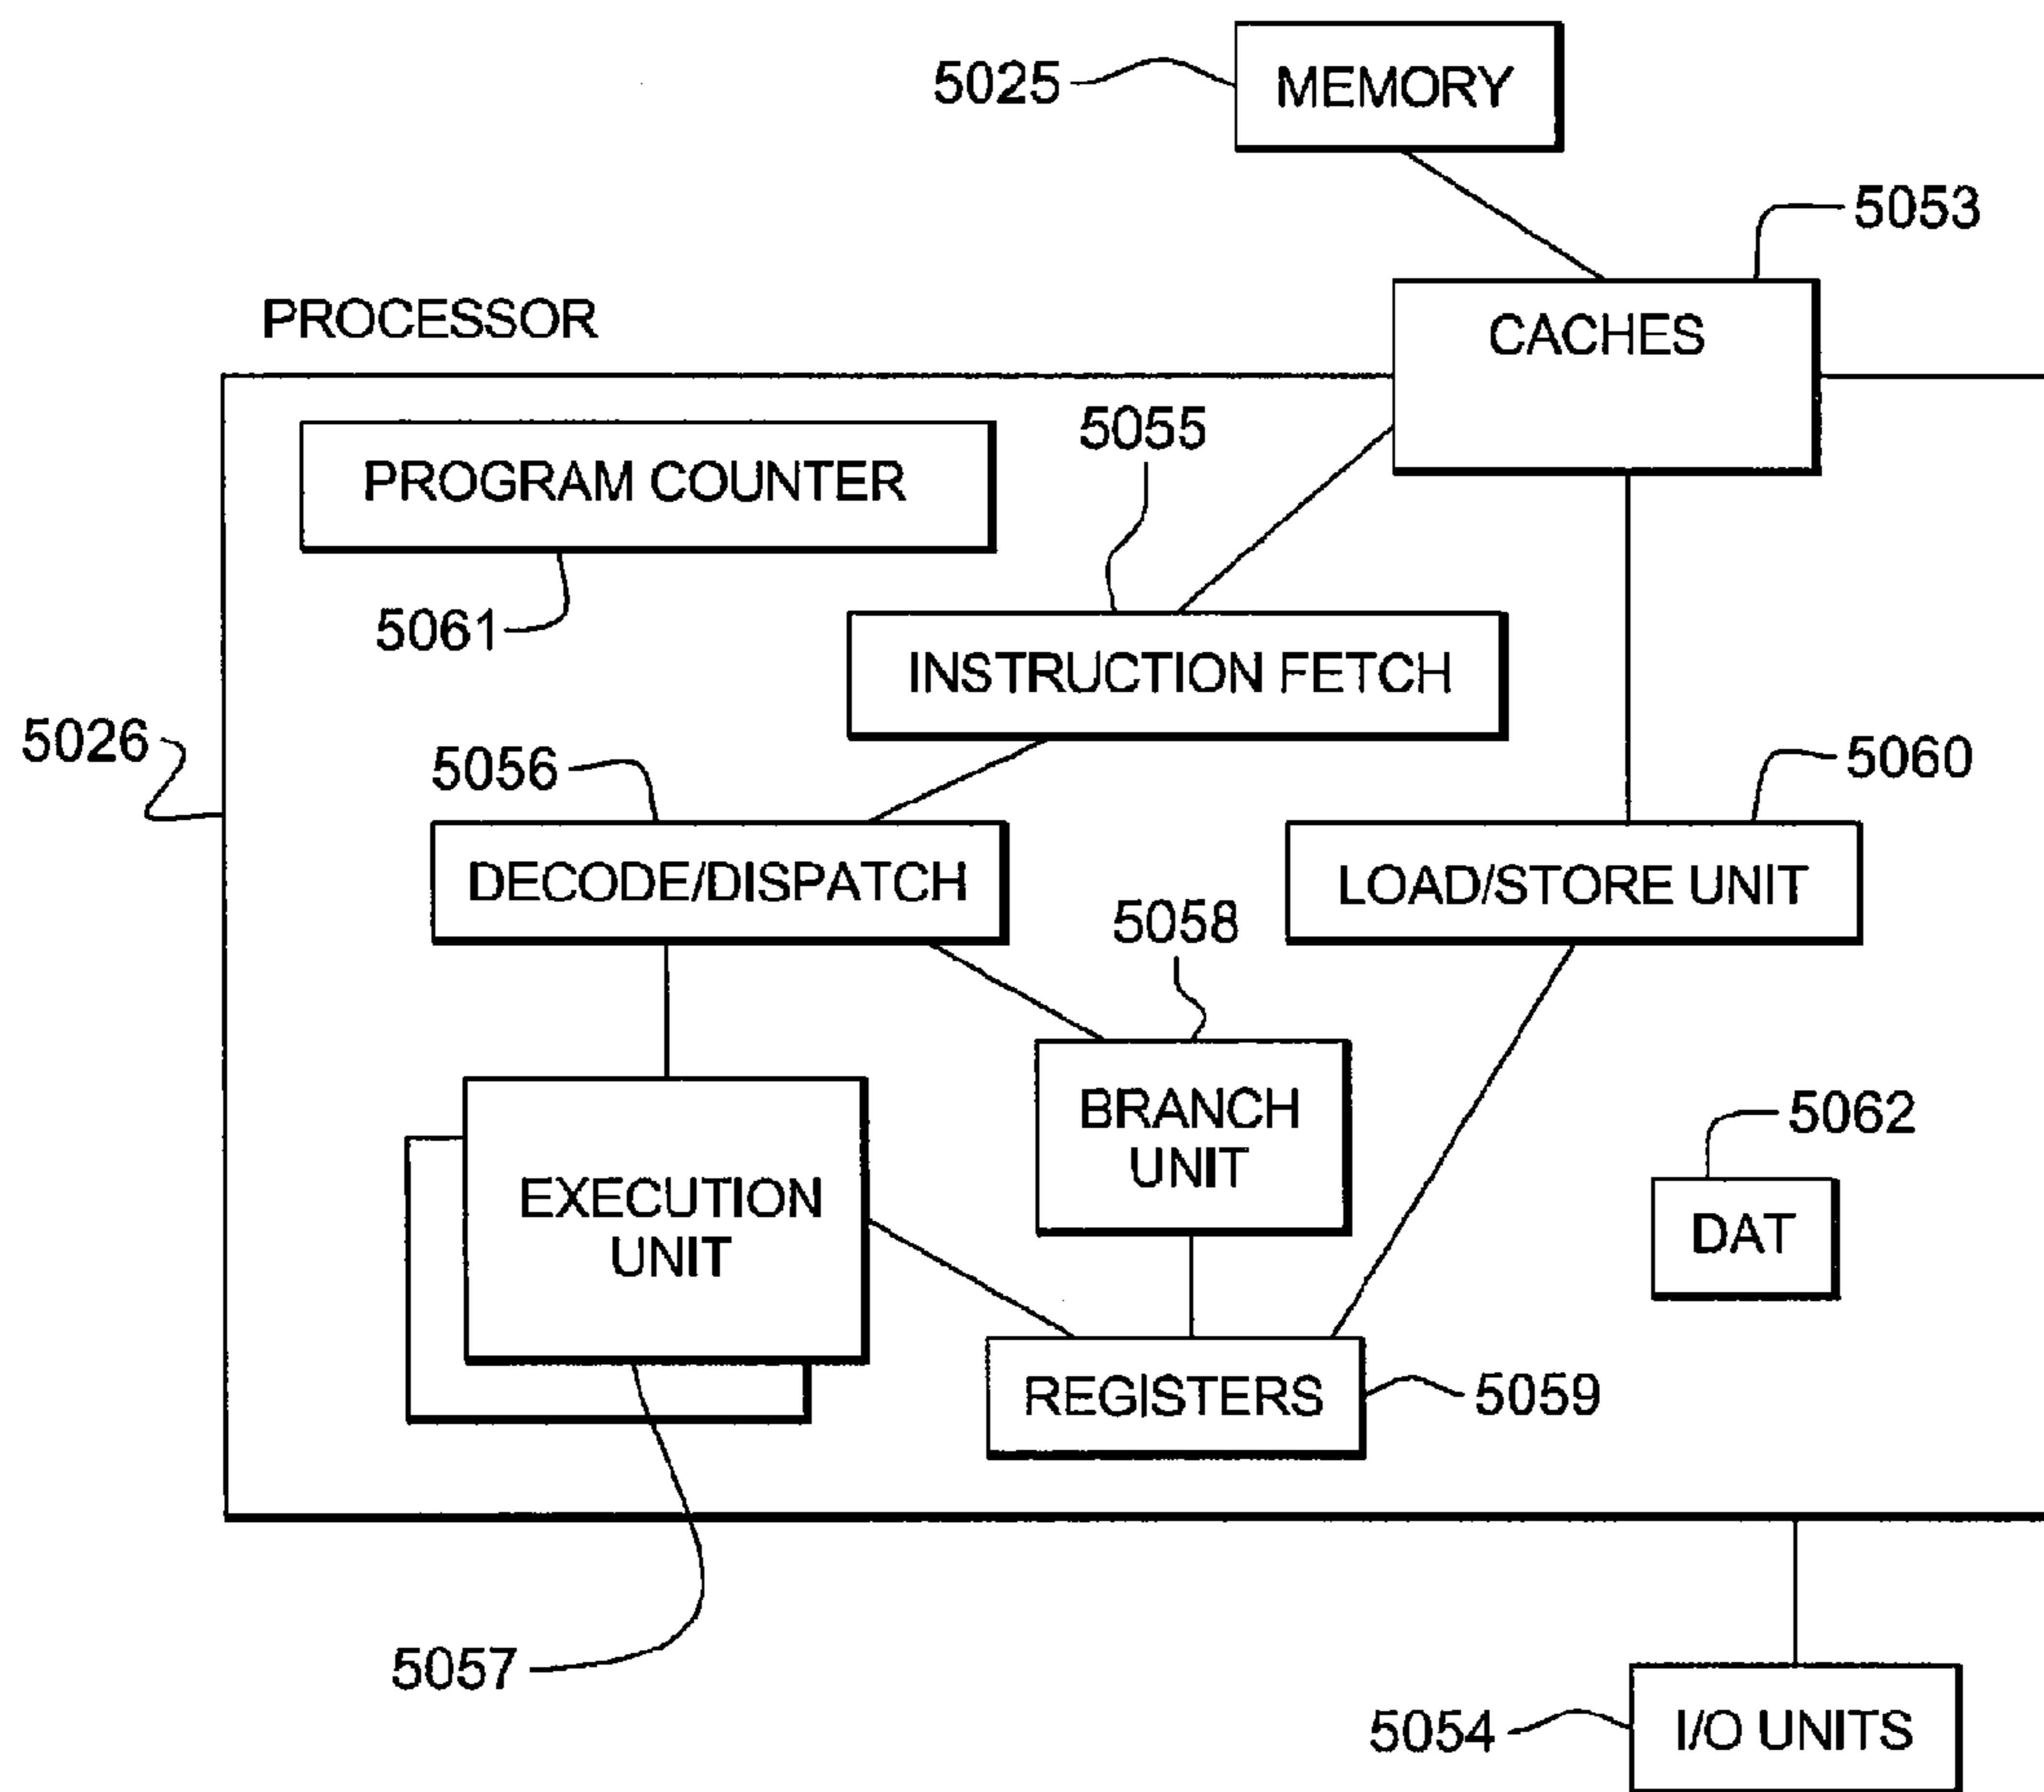 5025
MEMORY
5053
PROCESSOR
CACHES
5055
PROGRAM COUNTER
5061
INSTRUCTION FETCH
5026
5056
5060
DECODE/DISPATCH
LOAD/STORE UNIT
5058
BRANCH
UNIT
5062
EXECUTION
UNIT
DAT
REGISTERS
5059
5057
5054
I/O UNITS